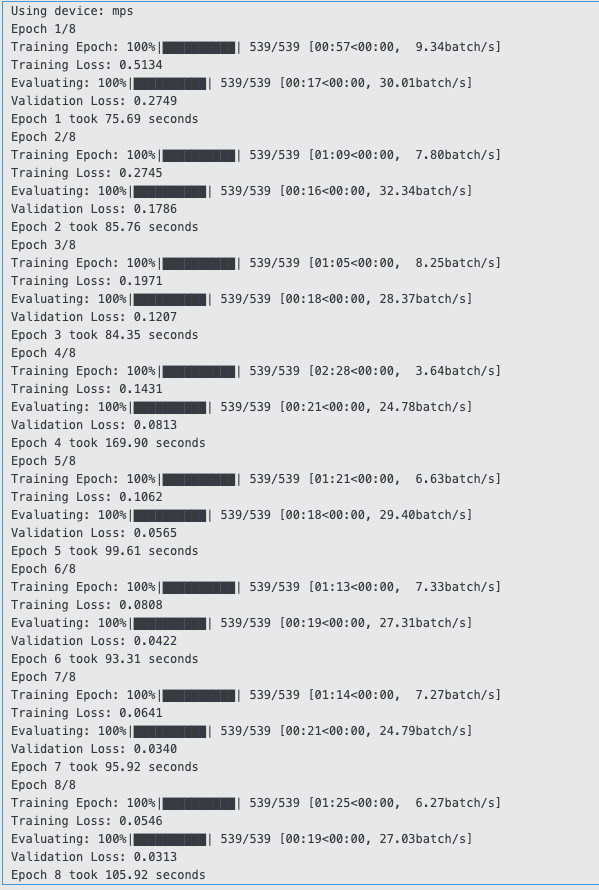 Using device: mps
Epoch 1/8
Training Epoch: 100%|██████████| 539/539 [00:57<00:00,  9.34batch/s]
Training Loss: 0.5134
Evaluating: 100%|██████████| 539/539 [00:17<00:00, 30.01batch/s]
Validation Loss: 0.2749
Epoch 1 took 75.69 seconds
Epoch 2/8
Training Epoch: 100%|██████████| 539/539 [01:09<00:00,  7.80batch/s]
Training Loss: 0.2745
Evaluating: 100%|██████████| 539/539 [00:16<00:00, 32.34batch/s]
Validation Loss: 0.1786
Epoch 2 took 85.76 seconds
Epoch 3/8
Training Epoch: 100%|██████████| 539/539 [01:05<00:00,  8.25batch/s]
Training Loss: 0.1971
Evaluating: 100%|██████████| 539/539 [00:18<00:00, 28.37batch/s]
Validation Loss: 0.1207
Epoch 3 took 84.35 seconds
Epoch 4/8
Training Epoch: 100%|██████████| 539/539 [02:28<00:00,  3.64batch/s]
Training Loss: 0.1431
Evaluating: 100%|██████████| 539/539 [00:21<00:00, 24.78batch/s]
Validation Loss: 0.0813
Epoch 4 took 169.90 seconds
Epoch 5/8
Training Epoch: 100%|██████████| 539/539 [01:21<00:00,  6.63batch/s]
Training Loss: 0.1062
Evaluating: 100%|██████████| 539/539 [00:18<00:00, 29.40batch/s]
Validation Loss: 0.0565
Epoch 5 took 99.61 seconds
Epoch 6/8
Training Epoch: 100%|██████████| 539/539 [01:13<00:00,  7.33batch/s]
Training Loss: 0.0808
Evaluating: 100%|██████████| 539/539 [00:19<00:00, 27.31batch/s]
Validation Loss: 0.0422
Epoch 6 took 93.31 seconds
Epoch 7/8
Training Epoch: 100%|██████████| 539/539 [01:14<00:00,  7.27batch/s]
Training Loss: 0.0641
Evaluating: 100%|██████████| 539/539 [00:21<00:00, 24.79batch/s]
Validation Loss: 0.0340
Epoch 7 took 95.92 seconds
Epoch 8/8
Training Epoch: 100%|██████████| 539/539 [01:25<00:00,  6.27batch/s]
Training Loss: 0.0546
Evaluating: 100%|██████████| 539/539 [00:19<00:00, 27.03batch/s]
Validation Loss: 0.0313
Epoch 8 took 105.92 seconds